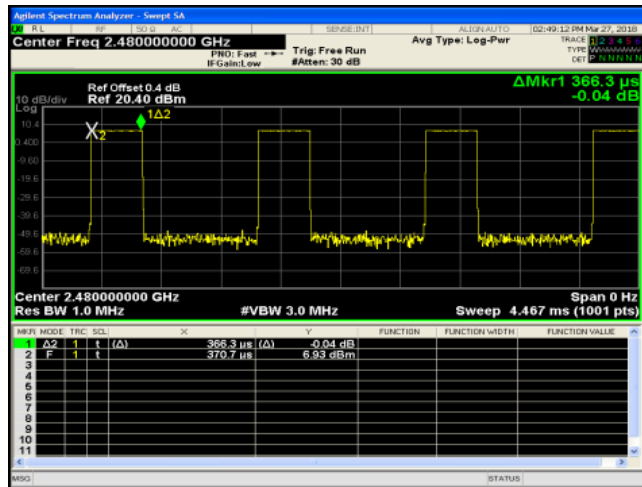 Agilent Spectrum Analyzer - Swept SA
RL RF 50 Ω AC SENSE:INT ALIGN AUTO 02:49:12 PM Mar 27, 2018
Center Freq 2.480000000 GHz Avg Type: Log-Pwr TRACE 1 2 3 4 5 6
PNO: Fast Trig: Free Run TYPE
IFGain:Low #Atten: 30 dB DET P N N N N N
ΔMkr1 366.3 µs
-0.04 dB
Ref Offset 0.4 dB
10 dB/div Ref 20.40 dBm
Log
1Δ2
10.4
X2
0.400
-9.60
-19.6
-29.6
-39.6
-49.6
-59.6
-69.6
Center 2.480000000 GHz Span 0 Hz
Res BW 1.0 MHz #VBW 3.0 MHz Sweep 4.467 ms (1001 pts)
MKR MODE TRC SCL X Y FUNCTION FUNCTION WIDTH FUNCTION VALUE
1 Δ2 1 t (Δ) 366.3 µs (Δ) -0.04 dB
2 F 1 t 370.7 µs 6.93 dBm
3
4
5
6
7
8
9
10
11
MSG STATUS